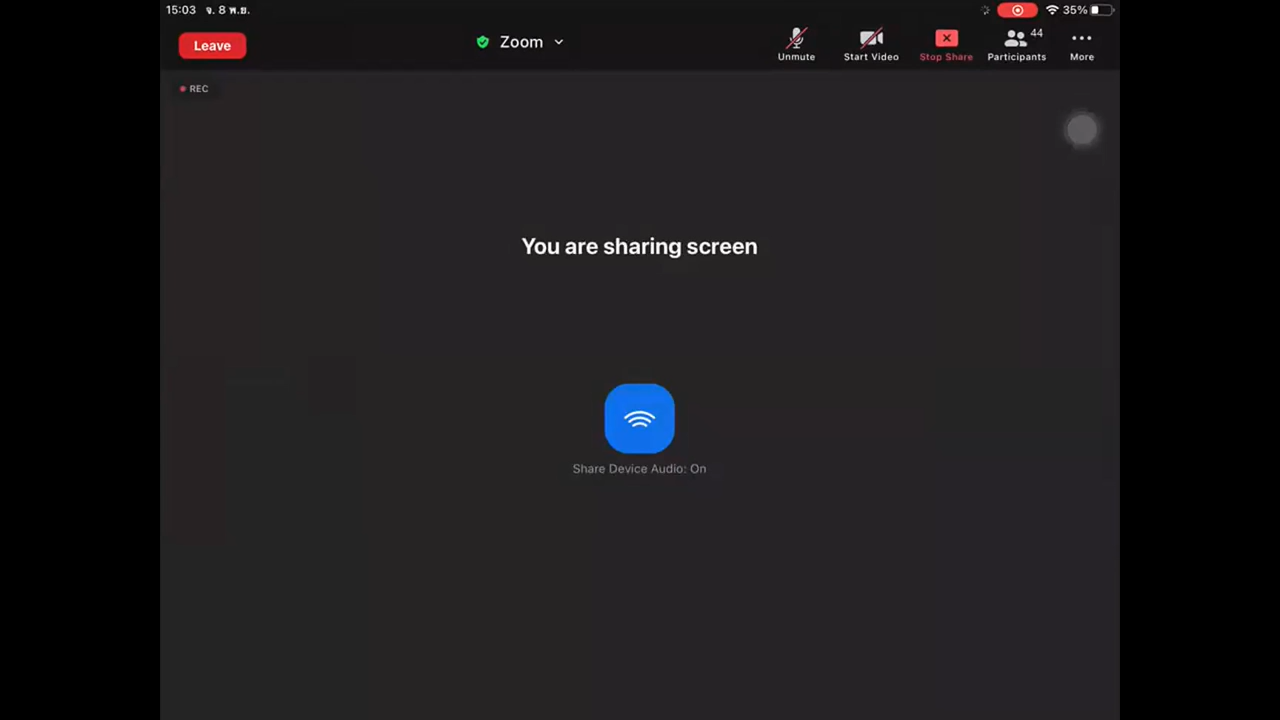 15:03 จ. 8 พ.ย. 35%
Leave
Zoom
Unmute
Start Video
Stop Share
44
Participants
More
REC
You are sharing screen
Share Device Audio: On